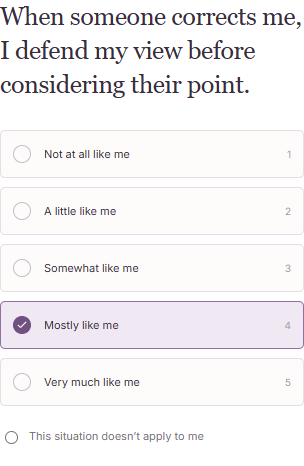 When someone corrects me,
I defend my view before
considering their point.
Not at all like me 1
A little like me 2
Somewhat like me 3
Mostly like me 4
Very much like me 5
This situation doesn’t apply to me